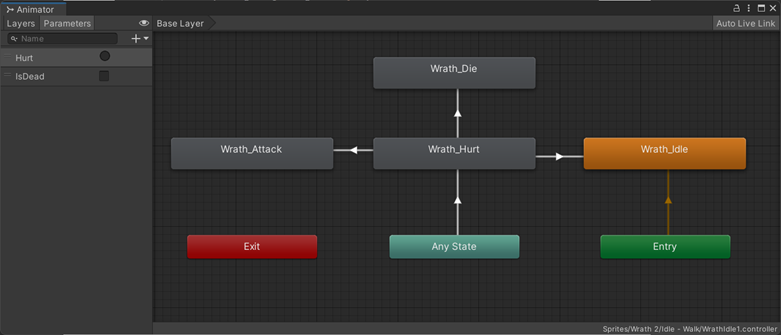 Animator
Layers Parameters Base Layer Auto Live Link
Name
Hurt
IsDead
Wrath_Die
Wrath_Attack Wrath_Hurt Wrath_Idle
Exit Any State Entry
Sprites/Wrath 2/Idle - Walk/WrathIdle1.controller